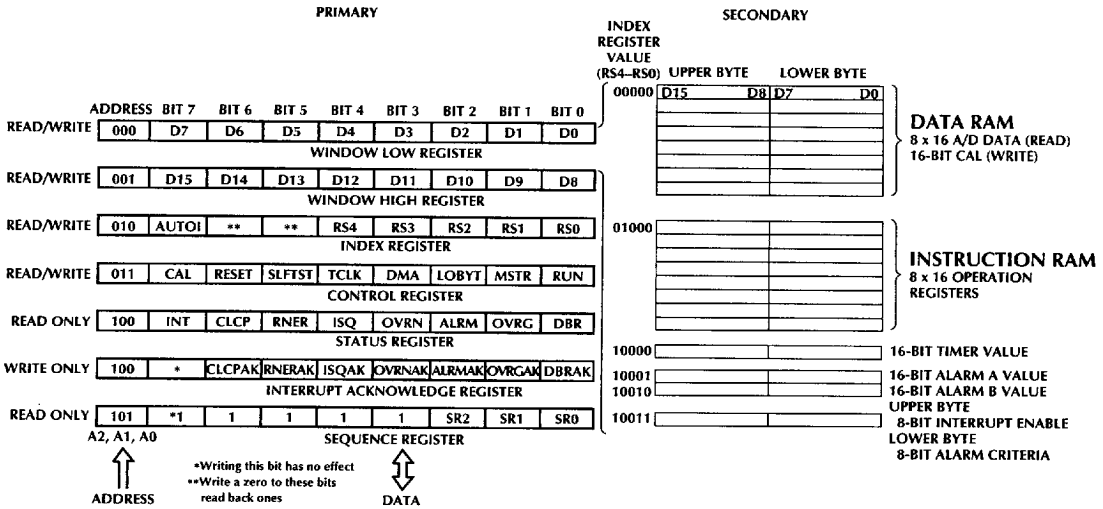 PRIMARY
SECONDARY
INDEX
REGISTER
VALUE
(RS4–RS0) UPPER BYTE LOWER BYTE
ADDRESS BIT 7 BIT 6 BIT 5 BIT 4 BIT 3 BIT 2 BIT 1 BIT 0
READ/WRITE 000 D7 D6 D5 D4 D3 D2 D1 D0
WINDOW LOW REGISTER
READ/WRITE 001 D15 D14 D13 D12 D11 D10 D9 D8
WINDOW HIGH REGISTER
READ/WRITE 010 AUTOI ** ** RS4 RS3 RS2 RS1 RS0
INDEX REGISTER
READ/WRITE 011 CAL RESET SLFTST TCLK DMA LOBYT MSTR RUN
CONTROL REGISTER
READ ONLY 100 INT CLCP RNER ISQ OVRN ALRM OVRG DBR
STATUS REGISTER
WRITE ONLY 100 * CLCPAK RNERAK ISQAK OVRNAK ALRMAK OVRGAK DBRAK
INTERRUPT ACKNOWLEDGE REGISTER
READ ONLY 101 *1 1 1 1 1 SR2 SR1 SR0
SEQUENCE REGISTER
A2, A1, A0
ADDRESS
*Writing this bit has no effect
**Write a zero to these bits
read back ones
DATA
00000 D15 D8 D7 D0
DATA RAM
8 x 16 A/D DATA (READ)
16-BIT CAL (WRITE)
01000
INSTRUCTION RAM
8 x 16 OPERATION
REGISTERS
10000 16-BIT TIMER VALUE
10001 16-BIT ALARM A VALUE
10010 16-BIT ALARM B VALUE
10011
UPPER BYTE
8-BIT INTERRUPT ENABLE
LOWER BYTE
8-BIT ALARM CRITERIA